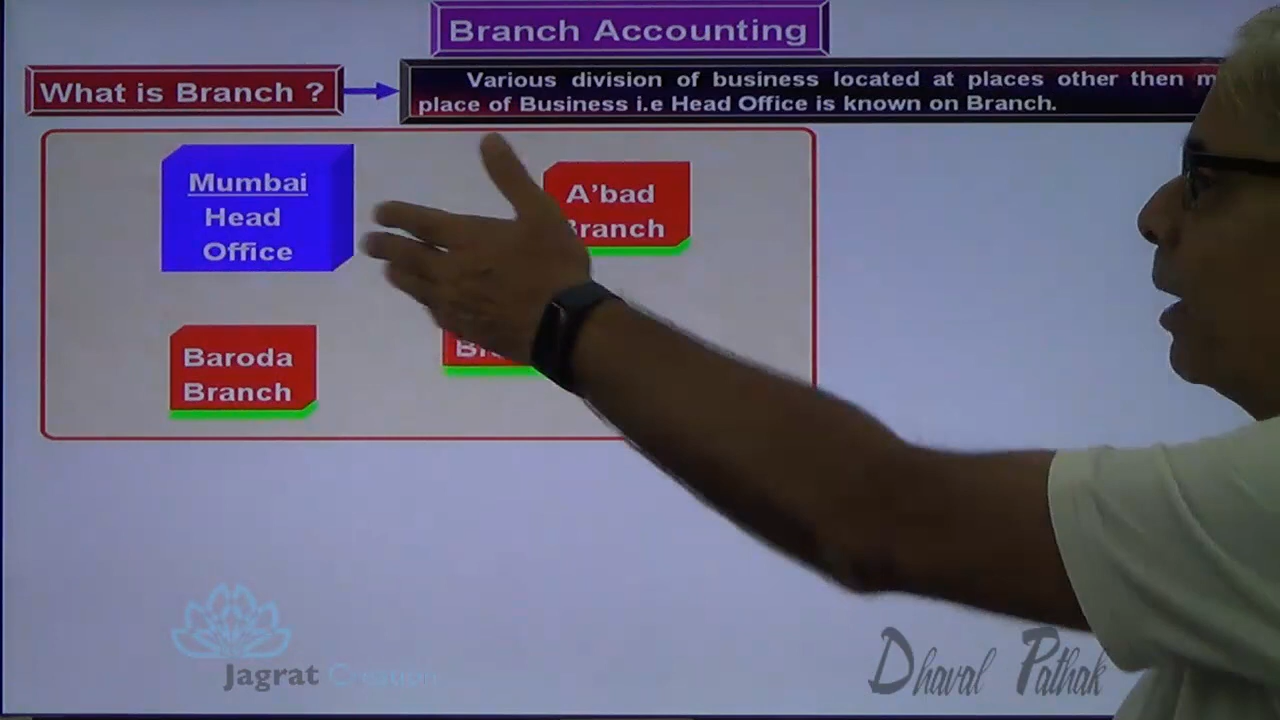 Branch Accounting
What is Branch ?
Various division of business located at places other then
place of Business i.e Head Office is known on Branch.
Mumbai
Head
Office
A’bad
Branch
Baroda
Branch
Jagrat Creation
Dhaval Pathak